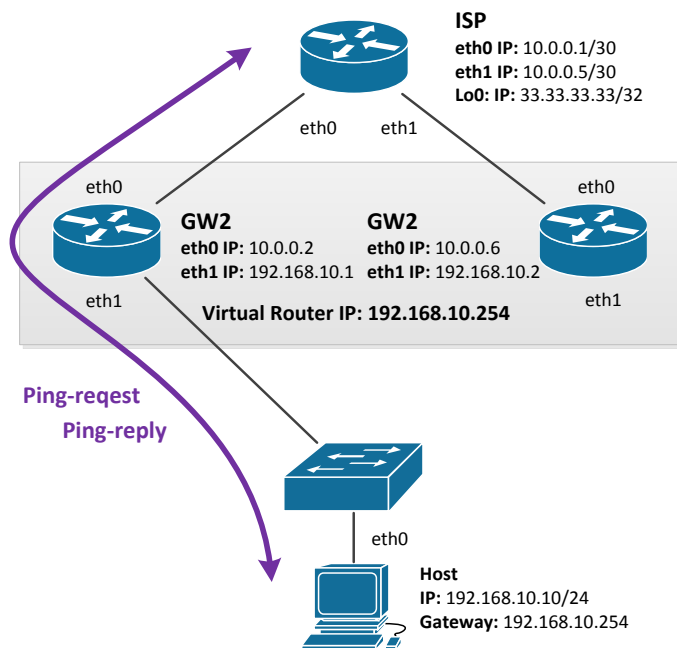 ISP
eth0 IP: 10.0.0.1/30
eth1 IP: 10.0.0.5/30
Lo0: IP: 33.33.33.33/32
eth0
eth1
eth0
eth0
GW2
eth0 IP: 10.0.0.2
eth1 IP: 192.168.10.1
GW2
eth0 IP: 10.0.0.6
eth1 IP: 192.168.10.2
eth1
eth1
Virtual Router IP: 192.168.10.254
Ping-reqest
Ping-reply
eth0
Host
IP: 192.168.10.10/24
Gateway: 192.168.10.254